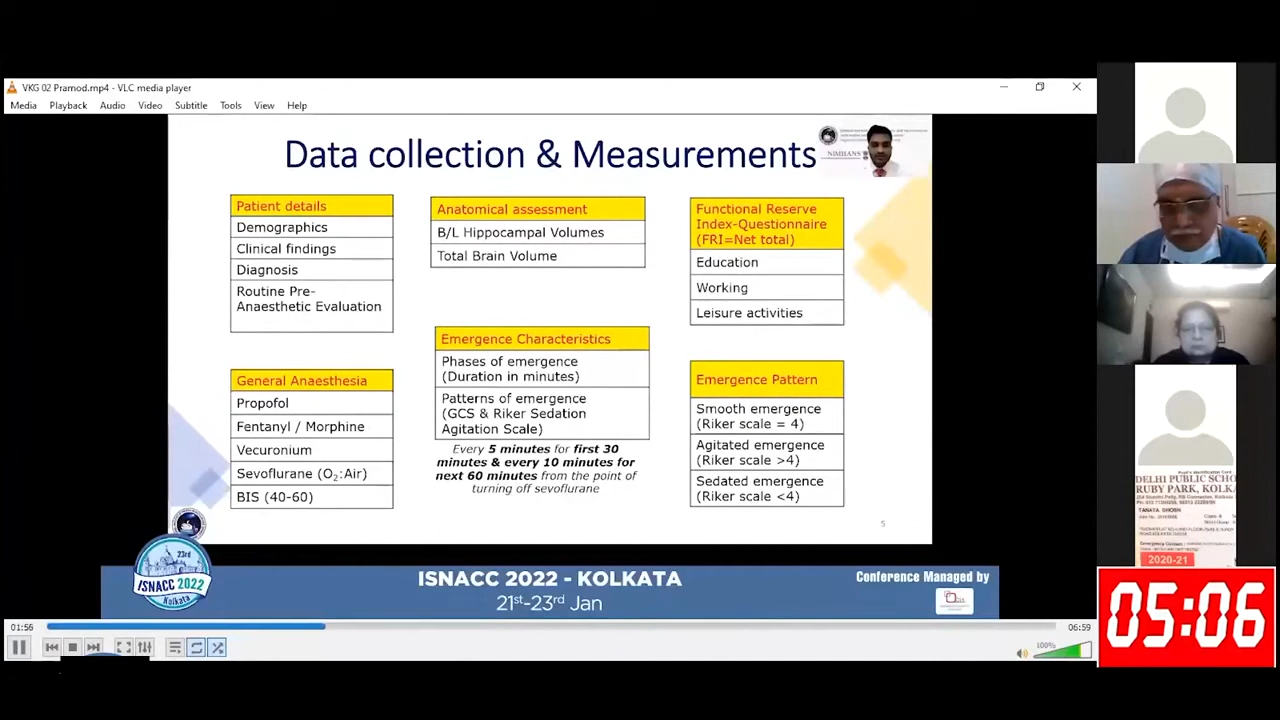 VKG 02 Pramod.mp4 - VLC media player
Media Playback Audio Video Subtitle Tools View Help
Data collection & Measurements
NIMHANS
Patient details
Demographics
Clinical findings
Diagnosis
Routine Pre-
Anaesthetic Evaluation
Anatomical assessment
B/L Hippocampal Volumes
Total Brain Volume
Functional Reserve
Index-Questionnaire
(FRI=Net total)
Education
Working
Leisure activities
General Anaesthesia
Propofol
Fentanyl / Morphine
Vecuronium
Sevoflurane (O₂:Air)
BIS (40-60)
Emergence Characteristics
Phases of emergence
(Duration in minutes)
Patterns of emergence
(GCS & Riker Sedation
Agitation Scale)
Every 5 minutes for first 30
minutes & every 10 minutes for
next 60 minutes from the point of
turning off sevoflurane
Emergence Pattern
Smooth emergence
(Riker scale = 4)
Agitated emergence
(Riker scale >4)
Sedated emergence
(Riker scale <4)
5
23rd
ISNACC 2022
Kolkata
ISNACC 2022 - KOLKATA
21st-23rd Jan
Conference Managed by
01:56
06:59
100%
DELHI PUBLIC SCHO
RUBY PARK, KOLKA
2020-21
05:06